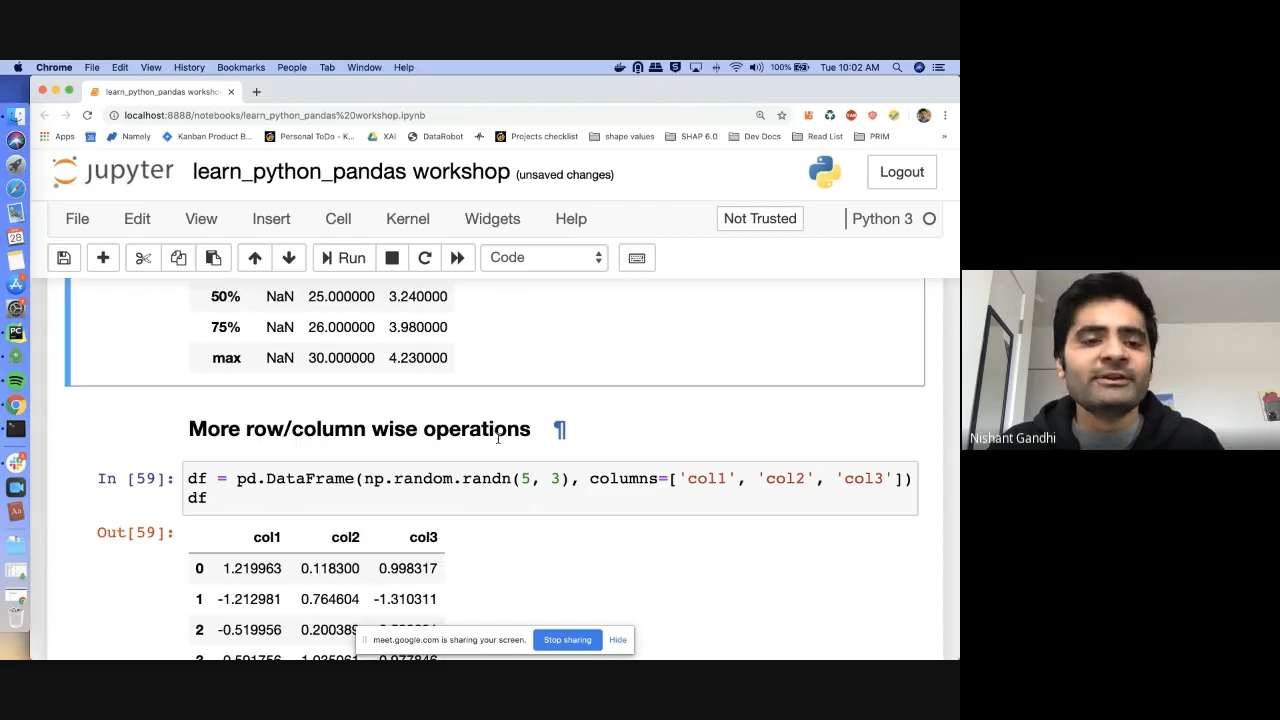 Chrome File Edit View History Bookmarks People Tab Window Help 100% Tue 10:02 AM
learn_python_pandas worksho
localhost:8888/notebooks/learn_python_pandas%20workshop.ipynb
Apps Namely Kanban Product B... Personal ToDo - K... XAI DataRobot Projects checklist shape values SHAP 6.0 Dev Docs Read List PRIM »
jupyter learn_python_pandas workshop (unsaved changes) Logout
File Edit View Insert Cell Kernel Widgets Help Not Trusted Python 3
Run Code
50% NaN 25.000000 3.240000
75% NaN 26.000000 3.980000
max NaN 30.000000 4.230000
More row/column wise operations ¶
In [59]: df = pd.DataFrame(np.random.randn(5, 3), columns=['col1', 'col2', 'col3'])
df
Out[59]:
col1 col2 col3
0 1.219963 0.118300 0.998317
1 -1.212981 0.764604 -1.310311
2 -0.519956 0.200389
meet.google.com is sharing your screen. Stop sharing Hide
Nishant Gandhi